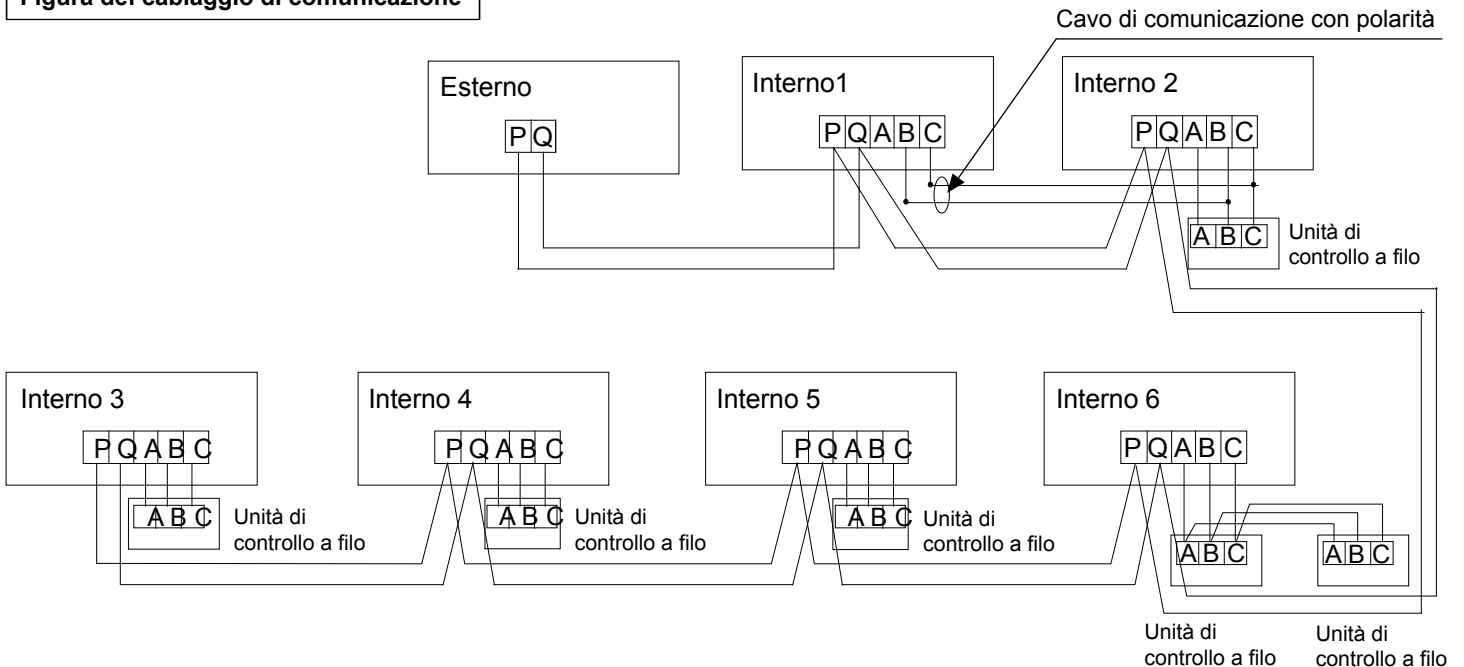 Figura del cablaggio di comunicazione
Cavo di comunicazione con polarità
Esterno
P Q
Interno1
P Q A B C
Interno 2
P Q A B C
A B C
Unità di
controllo a filo
Interno 3
P Q A B C
A B C
Unità di
controllo a filo
Interno 4
P Q A B C
A B C
Unità di
controllo a filo
Interno 5
P Q A B C
A B C
Unità di
controllo a filo
Interno 6
P Q A B C
A B C
A B C
Unità di
controllo a filo
Unità di
controllo a filo